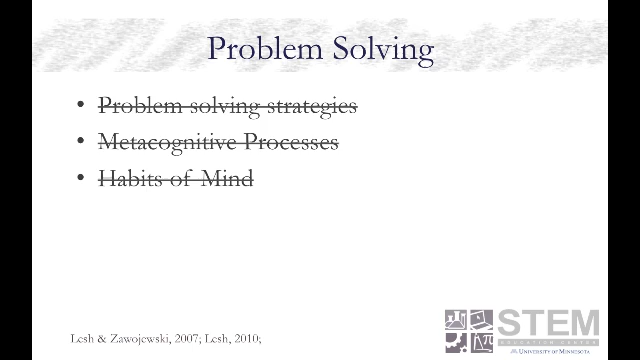 Problem Solving
• Problem solving strategies
• Metacognitive Processes
• Habits of Mind
Lesh & Zawojewski, 2007; Lesh, 2010;
STEM
EDUCATION CENTER
UNIVERSITY OF MINNESOTA